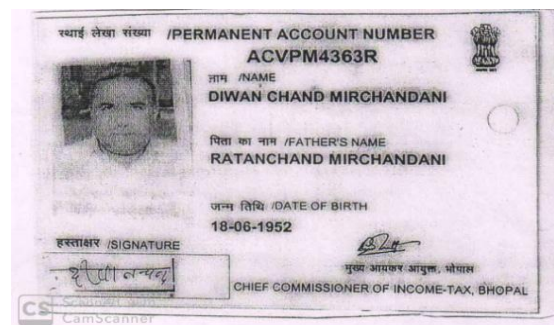 स्थाई लेखा संख्या /PERMANENT ACCOUNT NUMBER
ACVPM4363R
नाम /NAME
DIWAN CHAND MIRCHANDANI
पिता का नाम /FATHER'S NAME
RATANCHAND MIRCHANDANI
जन्म तिथि /DATE OF BIRTH
18-06-1952
हस्ताक्षर /SIGNATURE
मुख्य आयकर आयुक्त, भोपाल
CHIEF COMMISSIONER OF INCOME-TAX, BHOPAL
CS
CamScanner